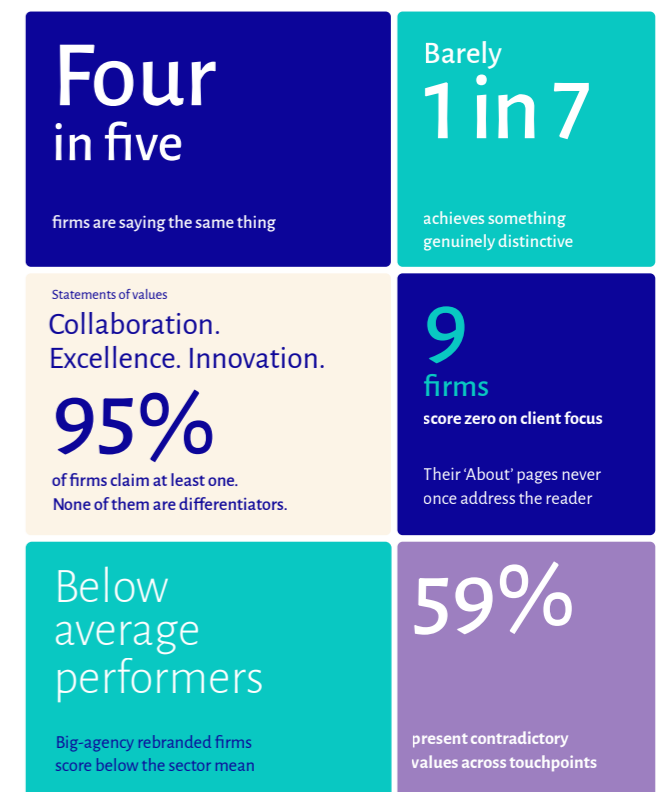 Four
in five
firms are saying the same thing
Barely
1 in 7
achieves something
genuinely distinctive
Statements of values
Collaboration.
Excellence. Innovation.
95%
of firms claim at least one.
None of them are differentiators.
9
firms
score zero on client focus
Their ‘About’ pages never
once address the reader
Below
average
performers
Big-agency rebranded firms
score below the sector mean
59%
present contradictory
values across touchpoints